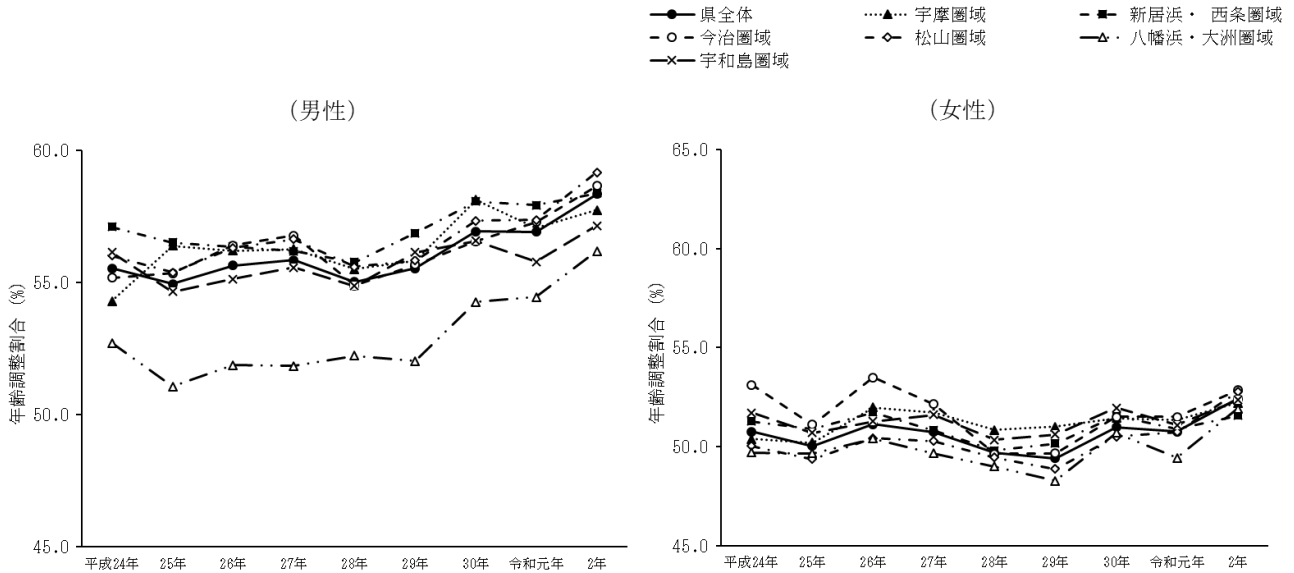 県全体 宇摩圏域 新居浜・ 西条圏域
今治圏域 松山圏域 八幡浜・大洲圏域
宇和島圏域
（男性）
60.0
55.0
50.0
45.0
年齢調整割合 (%)
平成24年 25年 26年 27年 28年 29年 30年 令和元年 2年
（女性）
65.0
60.0
55.0
50.0
45.0
年齢調整割合 (%)
平成24年 25年 26年 27年 28年 29年 30年 令和元年 2年